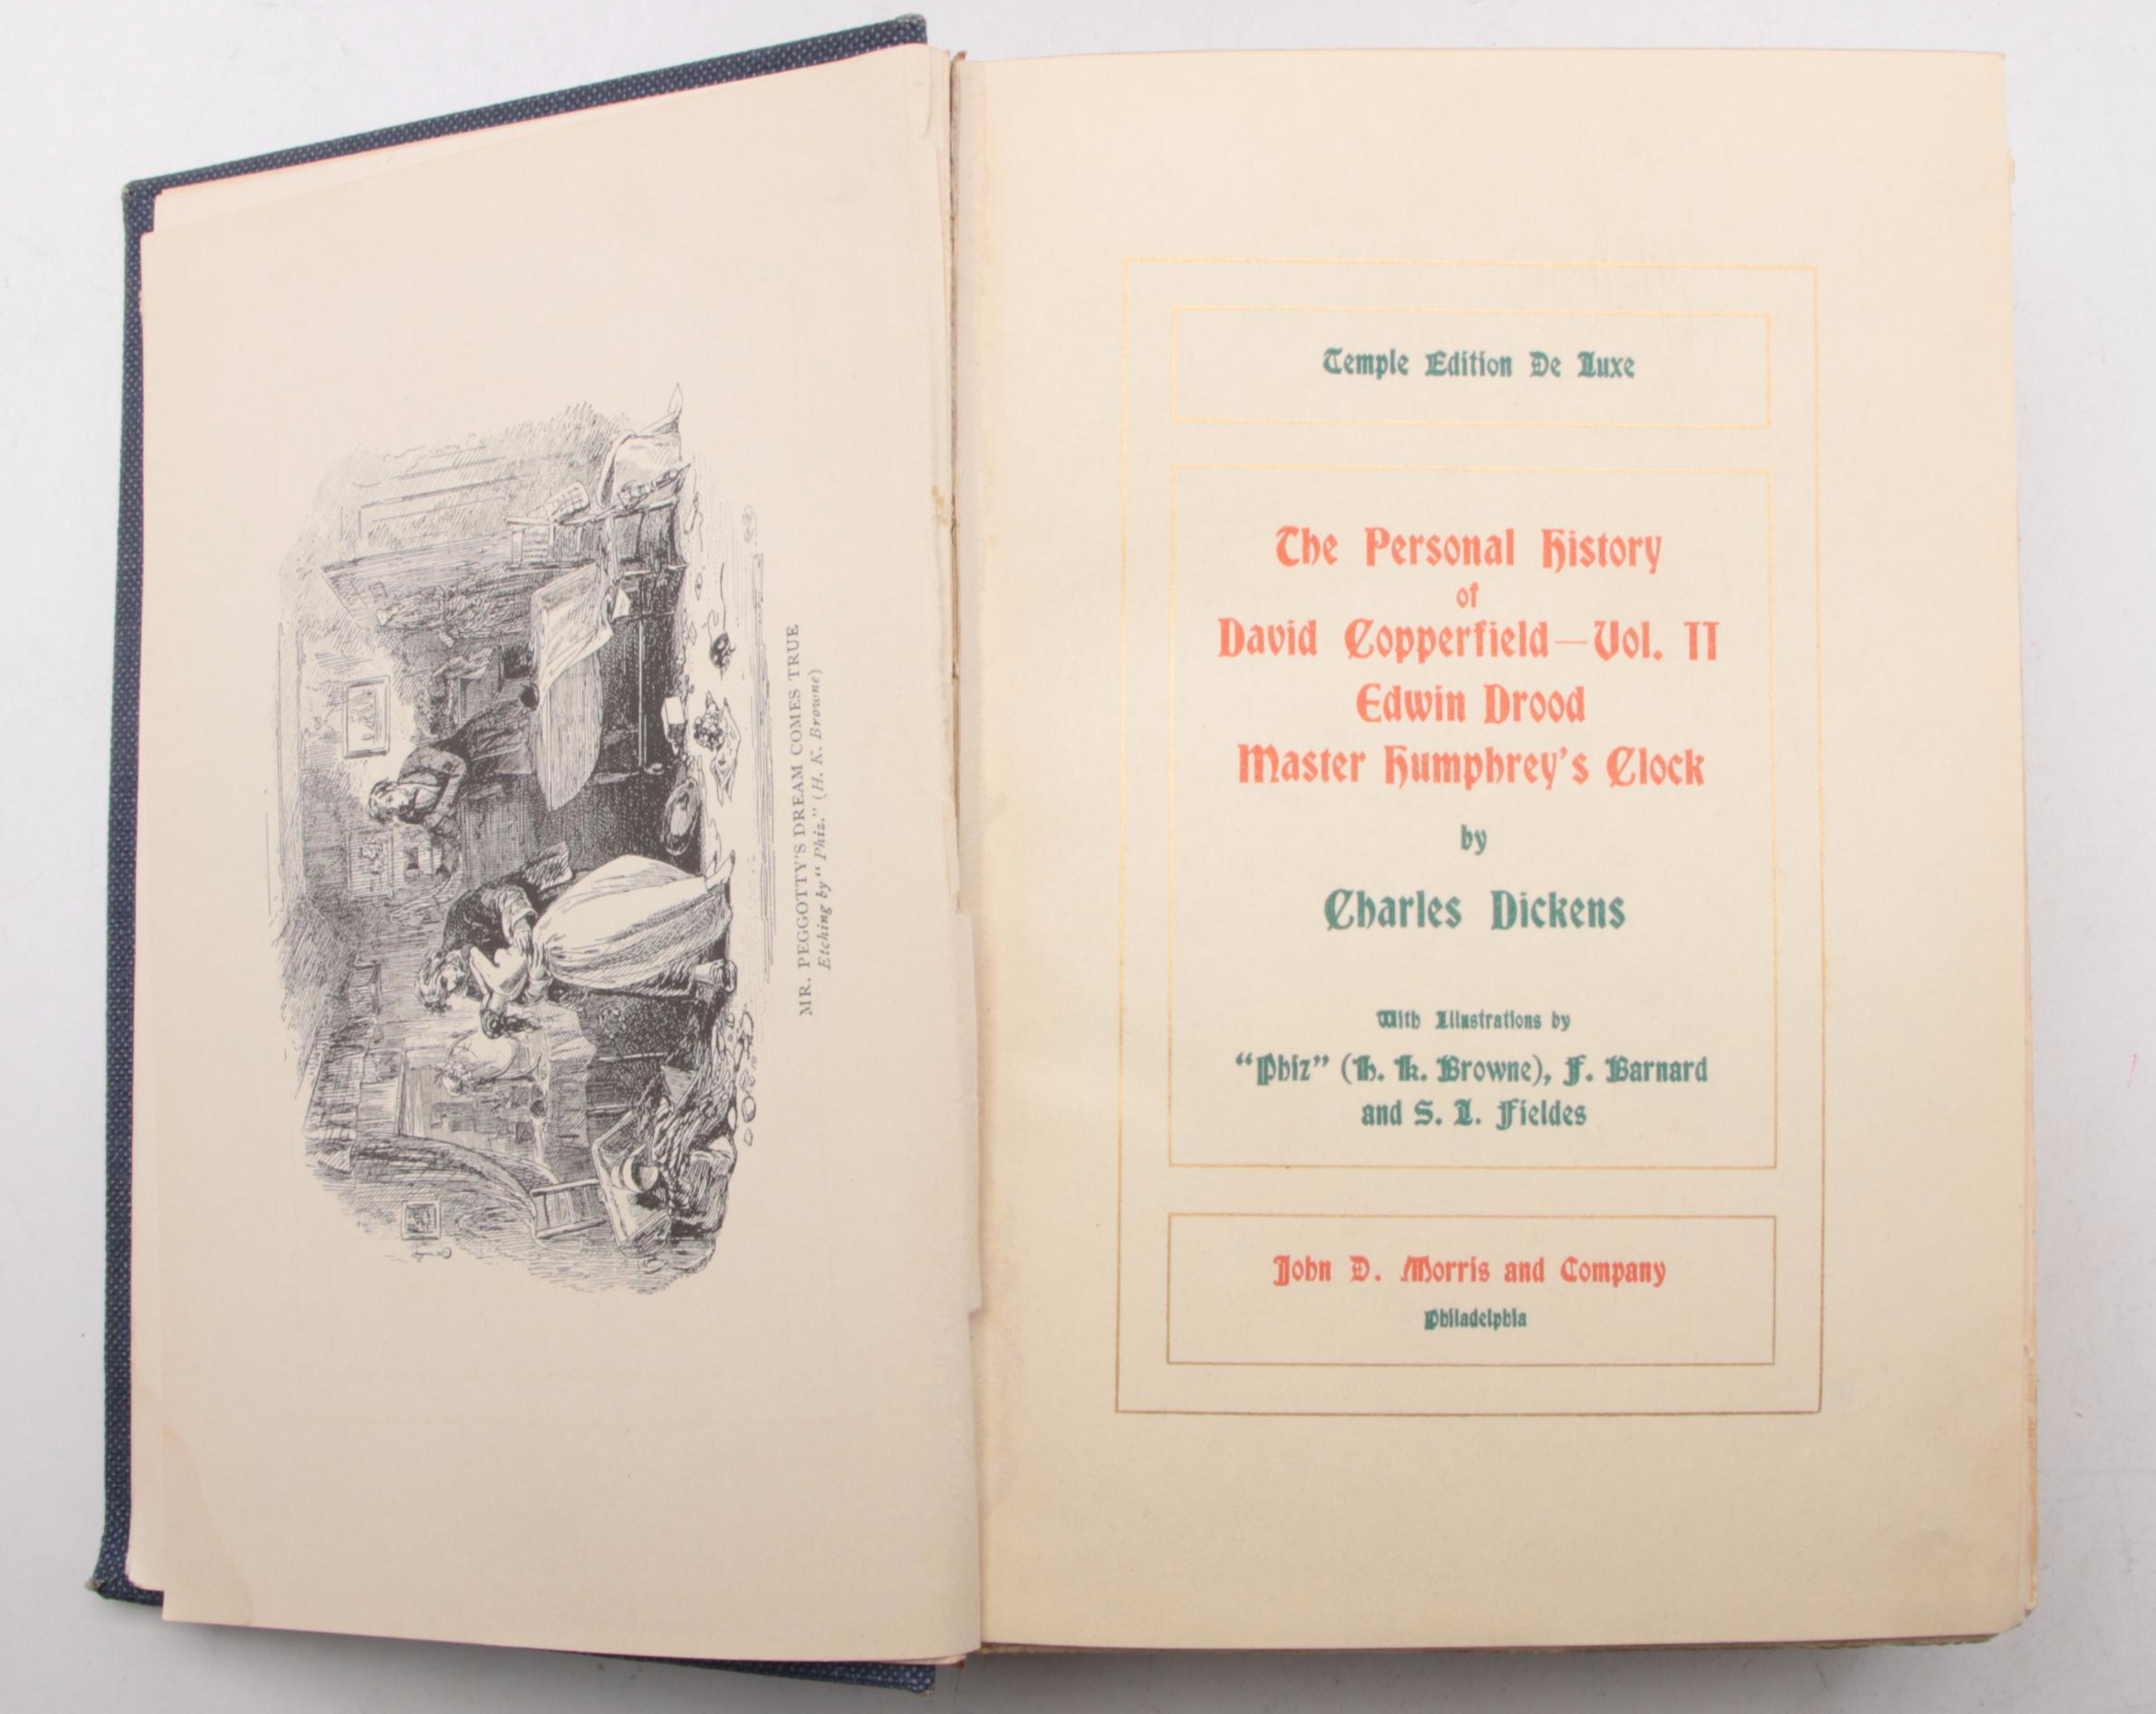 MR. PEGGOTTY'S DREAM COMES TRUE
Etching by "Phiz." (H. K. Browne)
Temple Edition De Luxe
The Personal History
of
David Copperfield—Vol. II
Edwin Drood
Master Humphrey's Clock
by
Charles Dickens
With Illustrations by
"Phiz" (H. K. Browne), F. Barnard
and S. L. Fieldes
John D. Morris and Company
Philadelphia